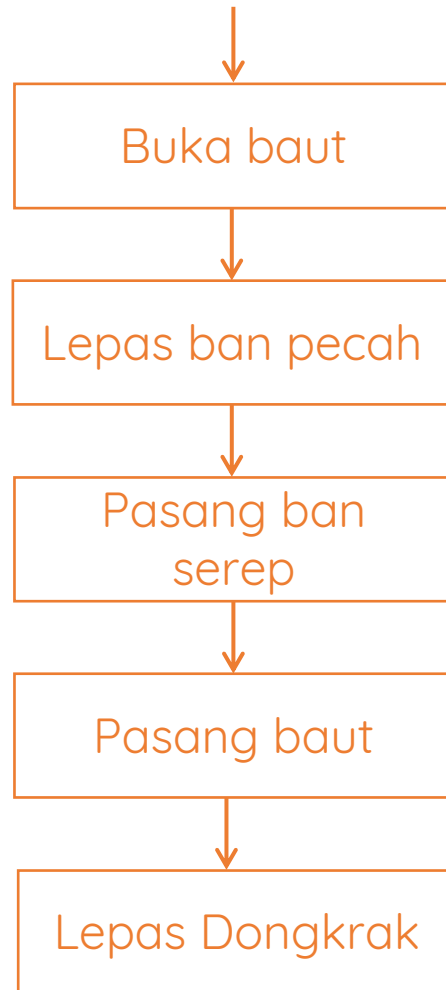 Buka baut
Lepas ban pecah
Pasang ban
serep
Pasang baut
Lepas Dongkrak